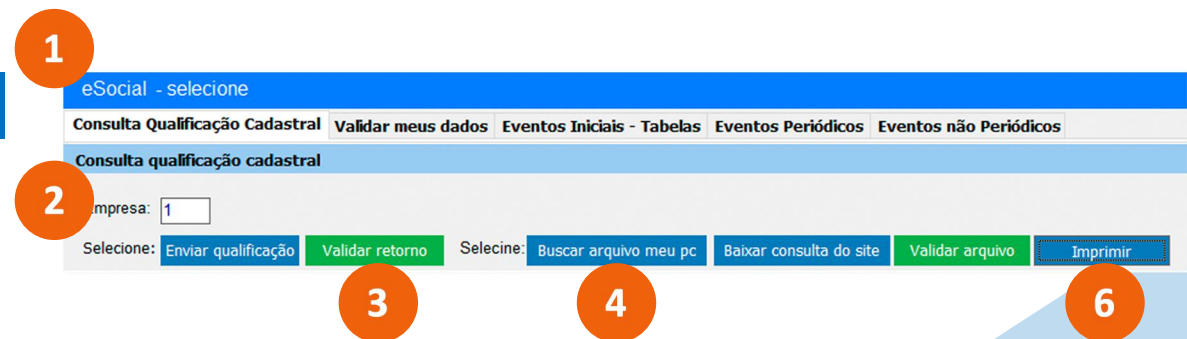 1
eSocial - selecione
Consulta Qualificação Cadastral Validar meus dados Eventos Iniciais - Tabelas Eventos Periódicos Eventos não Periódicos
Consulta qualificação cadastral
2
mpresa: 1
Selecione: Enviar qualificação Validar retorno Selecine: Buscar arquivo meu pc Baixar consulta do site Validar arquivo Imprimir
3 4 6